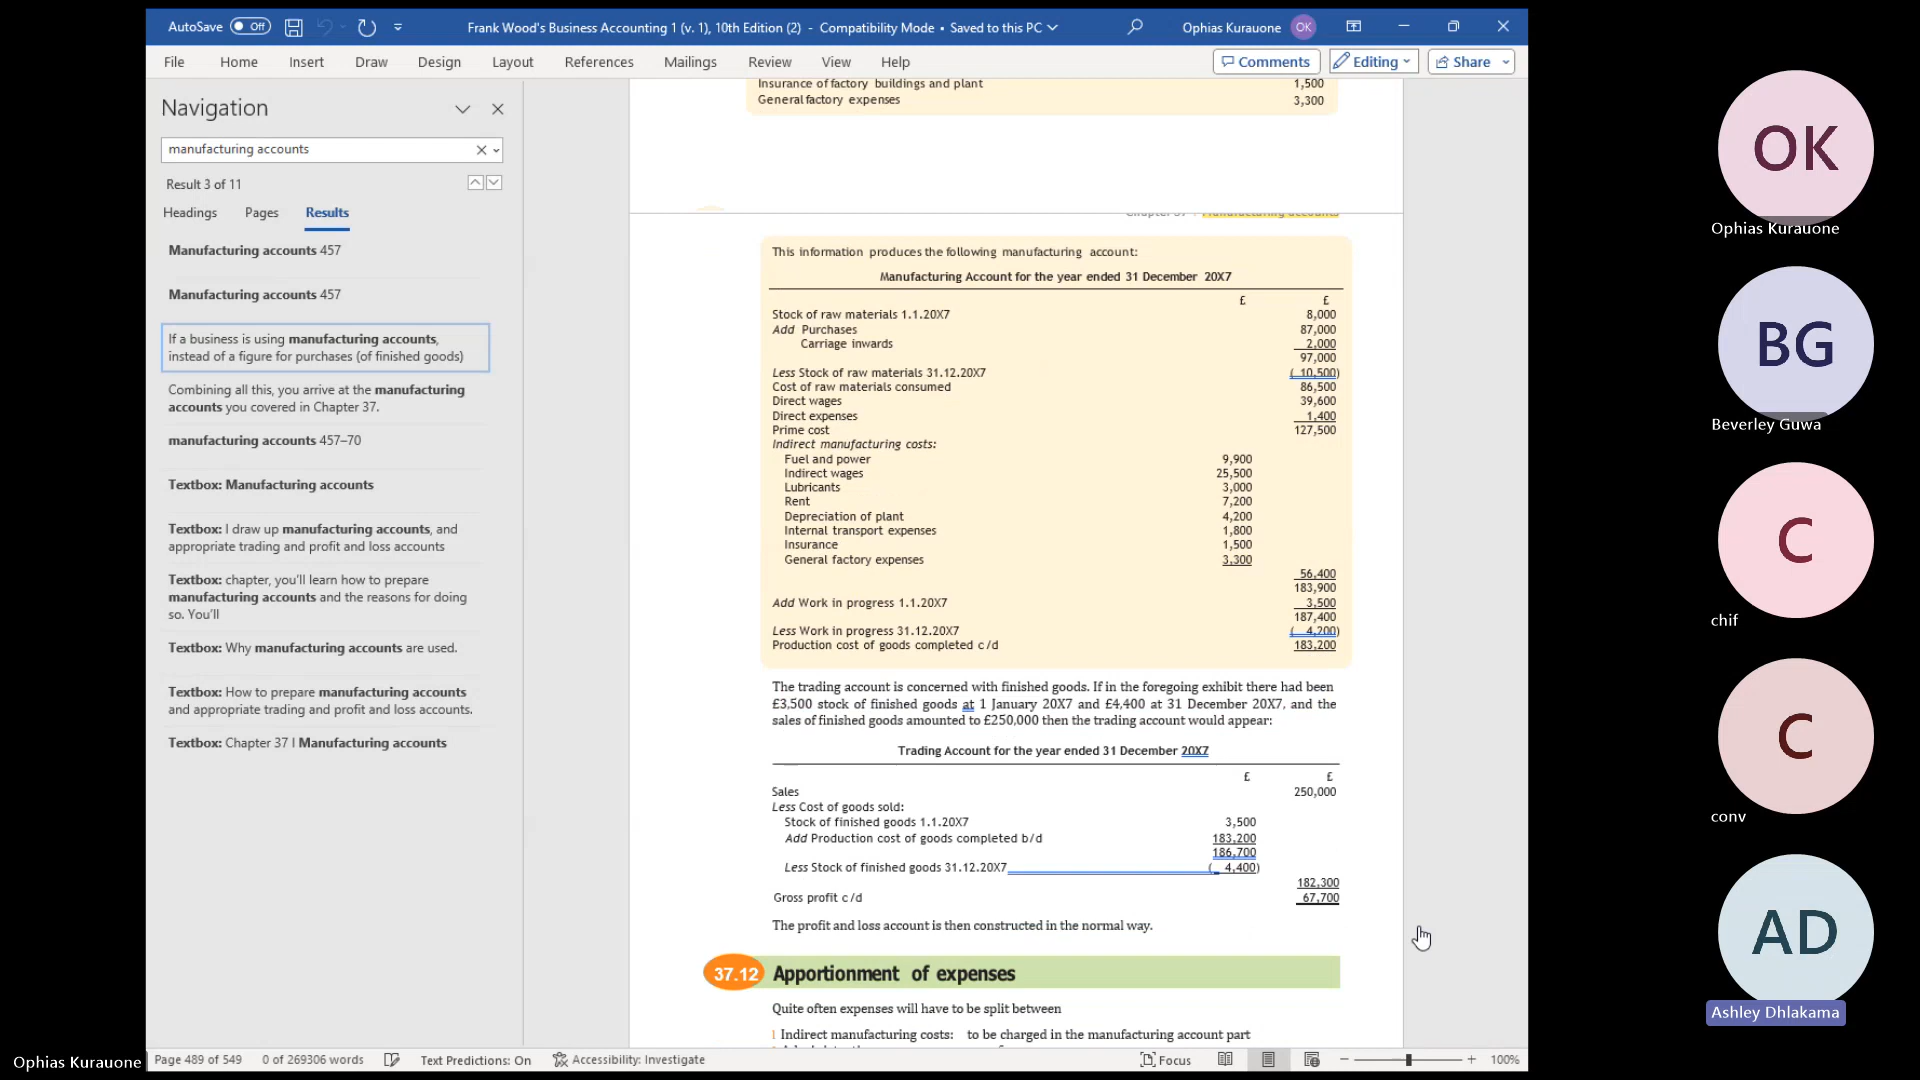 AutoSave Off
Frank Wood's Business Accounting 1 (v. 1), 10th Edition (2) - Compatibility Mode • Saved to this PC
Ophias Kurauone OK
File Home Insert Draw Design Layout References Mailings Review View Help
Comments Editing Share
Navigation
manufacturing accounts
Result 3 of 11
Headings Pages Results
Manufacturing accounts 457
Manufacturing accounts 457
If a business is using manufacturing accounts,
instead of a figure for purchases (of finished goods)
Combining all this, you arrive at the manufacturing
accounts you covered in Chapter 37.
manufacturing accounts 457–70
Textbox: Manufacturing accounts
Textbox: I draw up manufacturing accounts, and
appropriate trading and profit and loss accounts
Textbox: chapter, you'll learn how to prepare
manufacturing accounts and the reasons for doing
so. You'll
Textbox: Why manufacturing accounts are used.
Textbox: How to prepare manufacturing accounts
and appropriate trading and profit and loss accounts.
Textbox: Chapter 37 l Manufacturing accounts
Insurance of factory buildings and plant 1,500
General factory expenses 3,300
Chapter 37 l Manufacturing accounts
This information produces the following manufacturing account:
Manufacturing Account for the year ended 31 December 20X7
£ £
Stock of raw materials 1.1.20X7 8,000
Add Purchases 87,000
Carriage inwards 2,000
97,000
Less Stock of raw materials 31.12.20X7 ( 10,500)
Cost of raw materials consumed 86,500
Direct wages 39,600
Direct expenses 1,400
Prime cost 127,500
Indirect manufacturing costs:
Fuel and power 9,900
Indirect wages 25,500
Lubricants 3,000
Rent 7,200
Depreciation of plant 4,200
Internal transport expenses 1,800
Insurance 1,500
General factory expenses 3,300
56,400
183,900
Add Work in progress 1.1.20X7 3,500
187,400
Less Work in progress 31.12.20X7 ( 4,200)
Production cost of goods completed c/d 183,200
The trading account is concerned with finished goods. If in the foregoing exhibit there had been
£3,500 stock of finished goods at 1 January 20X7 and £4,400 at 31 December 20X7, and the
sales of finished goods amounted to £250,000 then the trading account would appear:
Trading Account for the year ended 31 December 20X7
£ £
Sales 250,000
Less Cost of goods sold:
Stock of finished goods 1.1.20X7 3,500
Add Production cost of goods completed b/d 183,200
186,700
Less Stock of finished goods 31.12.20X7 ( 4,400)
182,300
Gross profit c/d 67,700
The profit and loss account is then constructed in the normal way.
37.12 Apportionment of expenses
Quite often expenses will have to be split between
l Indirect manufacturing costs: to be charged in the manufacturing account part
Page 489 of 549 0 of 269306 words Text Predictions: On Accessibility: Investigate Focus 100%
OK
Ophias Kurauone
BG
Beverley Guwa
C
chif
C
conv
AD
Ashley Dhlakama
Ophias Kurauone